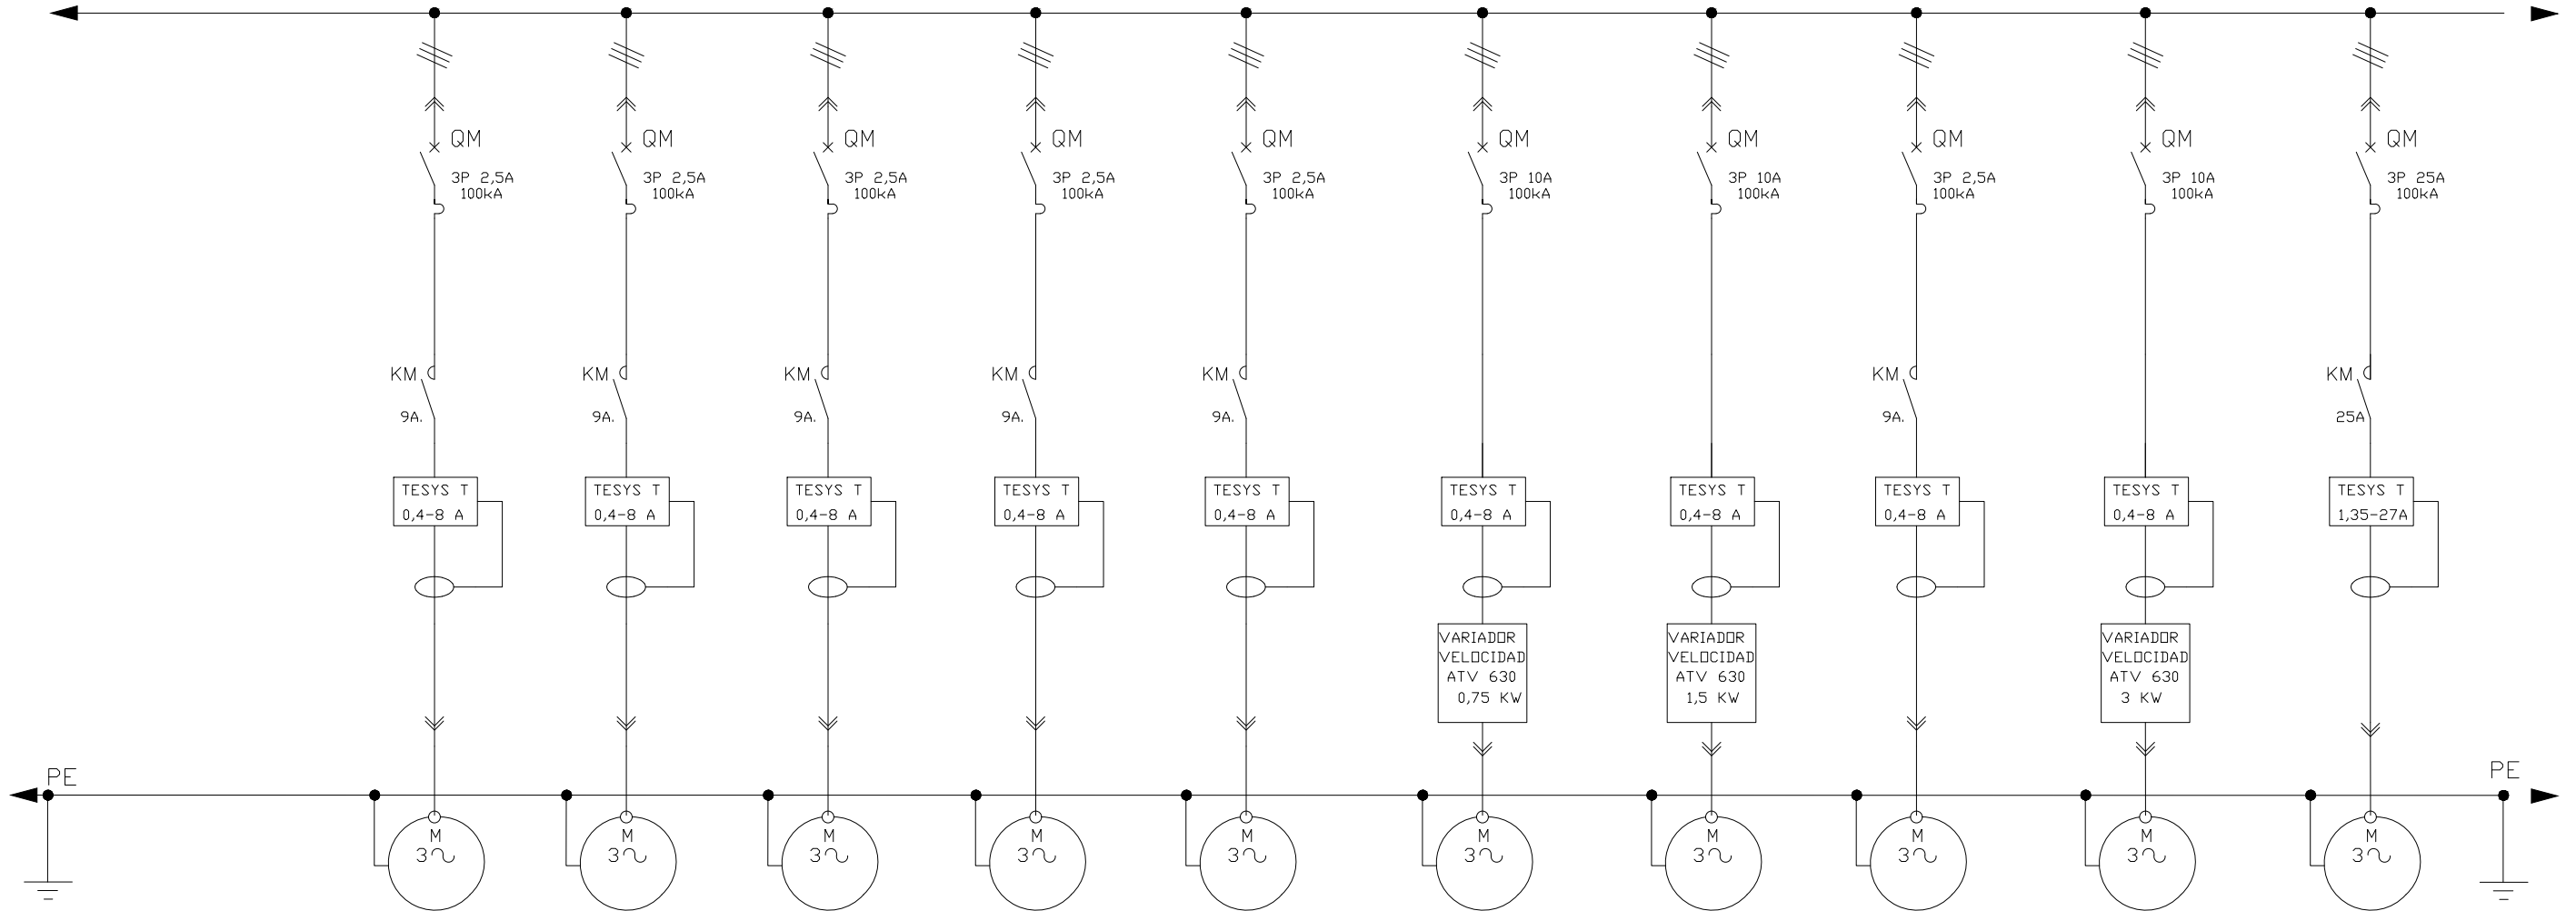 QM QM QM QM QM QM QM QM QM QM
3P 2,5A 3P 2,5A 3P 2,5A 3P 2,5A 3P 2,5A 3P 10A 3P 10A 3P 2,5A 3P 10A 3P 25A
100kA 100kA 100kA 100kA 100kA 100kA 100kA 100kA 100kA 100kA
KM KM KM KM KM KM KM
9A. 9A. 9A. 9A. 9A. 9A. 25A
TESYS T TESYS T TESYS T TESYS T TESYS T TESYS T TESYS T TESYS T TESYS T TESYS T
0,4-8 A 0,4-8 A 0,4-8 A 0,4-8 A 0,4-8 A 0,4-8 A 0,4-8 A 0,4-8 A 0,4-8 A 1,35-27A
VARIADOR VARIADOR VARIADOR
VELOCIDAD VELOCIDAD VELOCIDAD
ATV 630 ATV 630 ATV 630
0,75 KW 1,5 KW 3 KW
PE PE
M M M M M M M M M M
3~ 3~ 3~ 3~ 3~ 3~ 3~ 3~ 3~ 3~